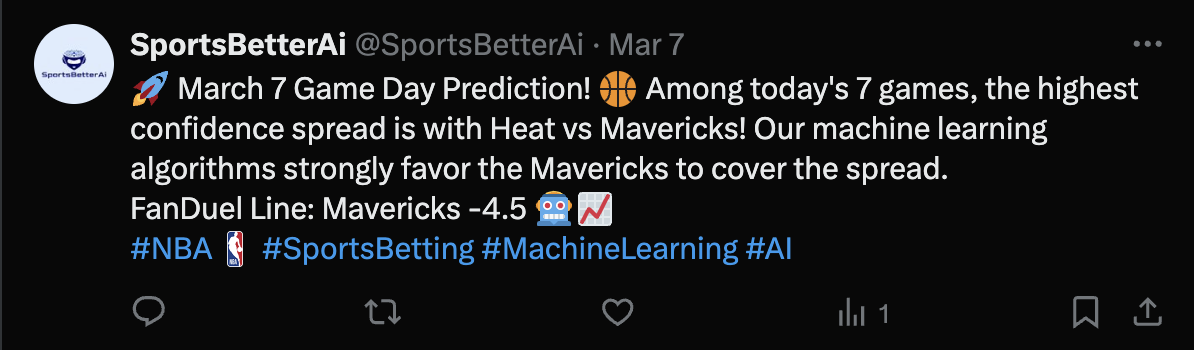 SportsBetterAi
SportsBetterAi @SportsBetterAi · Mar 7
🚀 March 7 Game Day Prediction! 🏀 Among today's 7 games, the highest
confidence spread is with Heat vs Mavericks! Our machine learning
algorithms strongly favor the Mavericks to cover the spread.
FanDuel Line: Mavericks -4.5 🤖📈
#NBA #SportsBetting #MachineLearning #AI
1